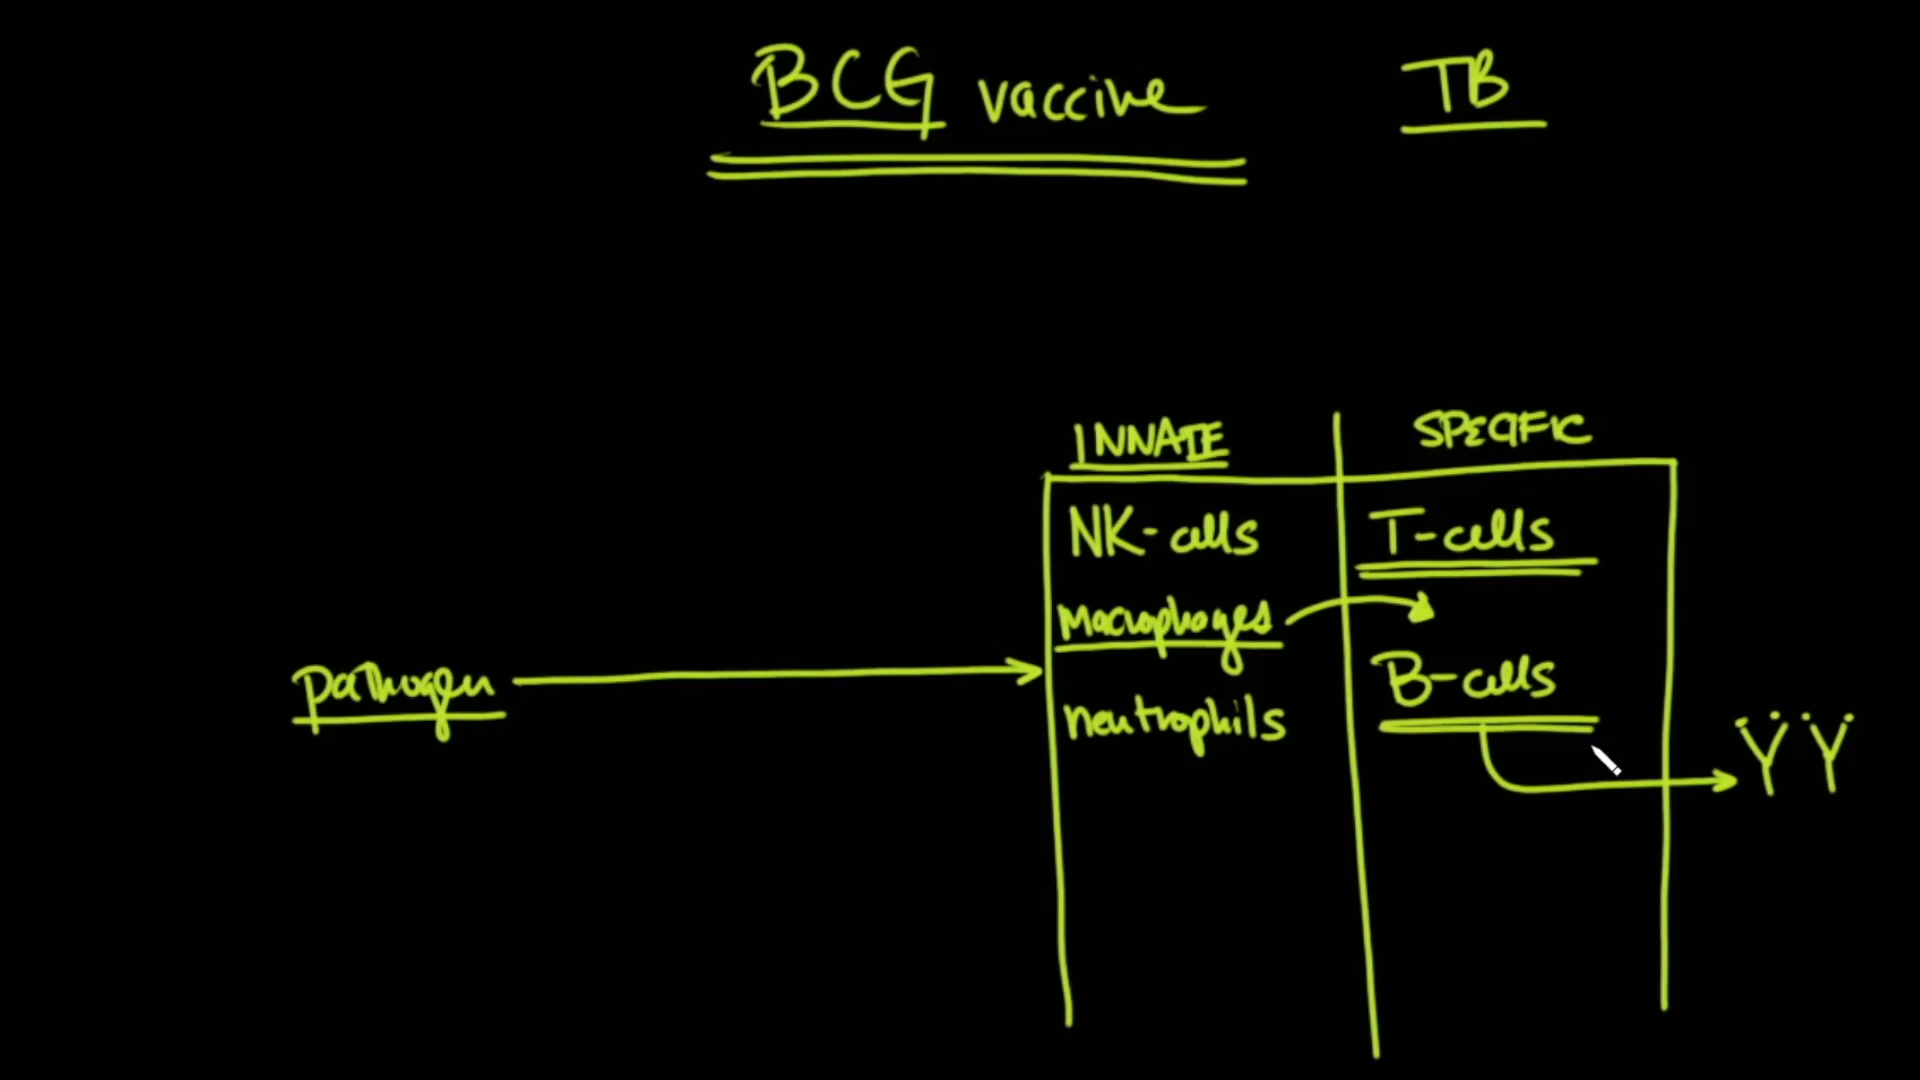 BCG vaccine TB
INNATE SPECIFIC
NK-cells T-cells
Macrophages
Pathogen
B-cells
neutrophils